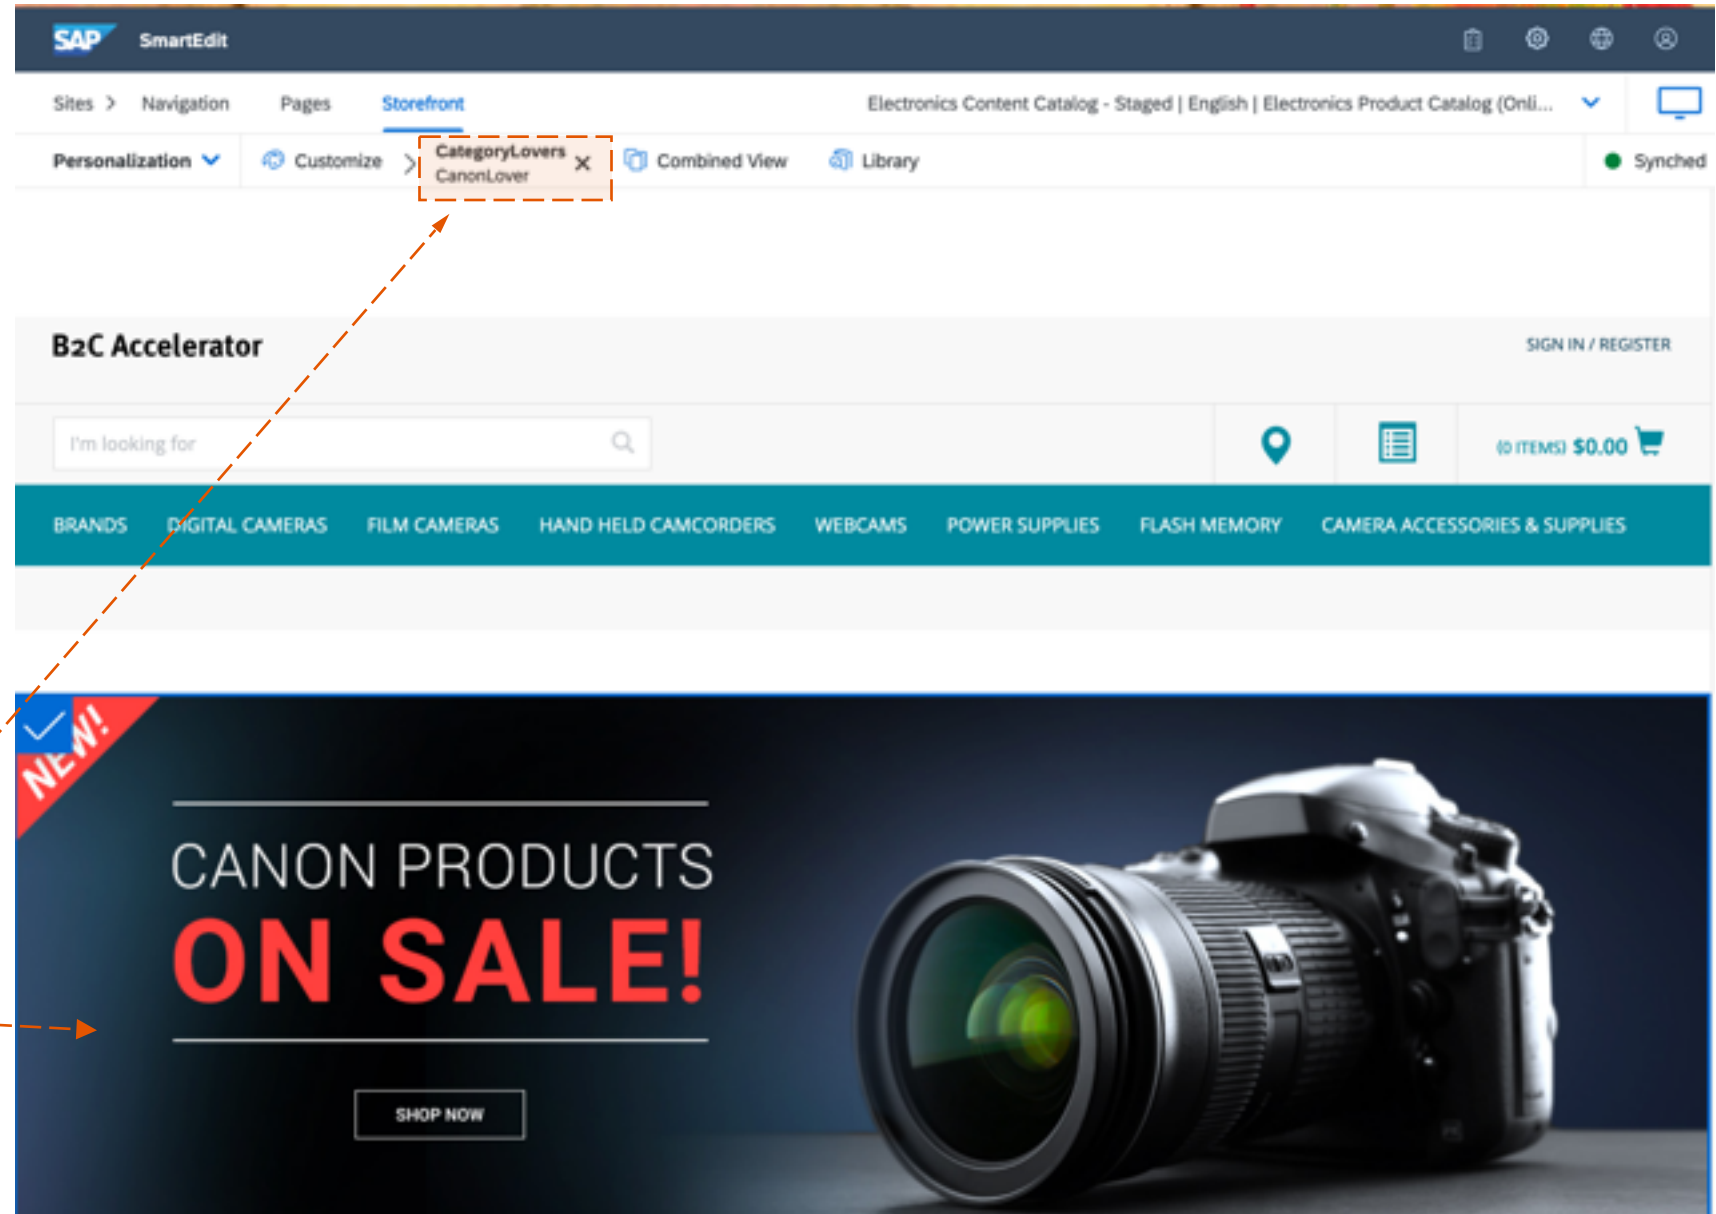 SAP SmartEdit
Sites > Navigation Pages Storefront Electronics Content Catalog - Staged | English | Electronics Product Catalog (Onli...
Personalization Customize > CategoryLovers × Combined View Library Synched
CanonLover
B2C Accelerator
SIGN IN / REGISTER
I'm looking for
(0 ITEMS) $0.00
BRANDS DIGITAL CAMERAS FILM CAMERAS HAND HELD CAMCORDERS WEBCAMS POWER SUPPLIES FLASH MEMORY CAMERA ACCESSORIES & SUPPLIES
NEW!
CANON PRODUCTS
ON SALE!
SHOP NOW